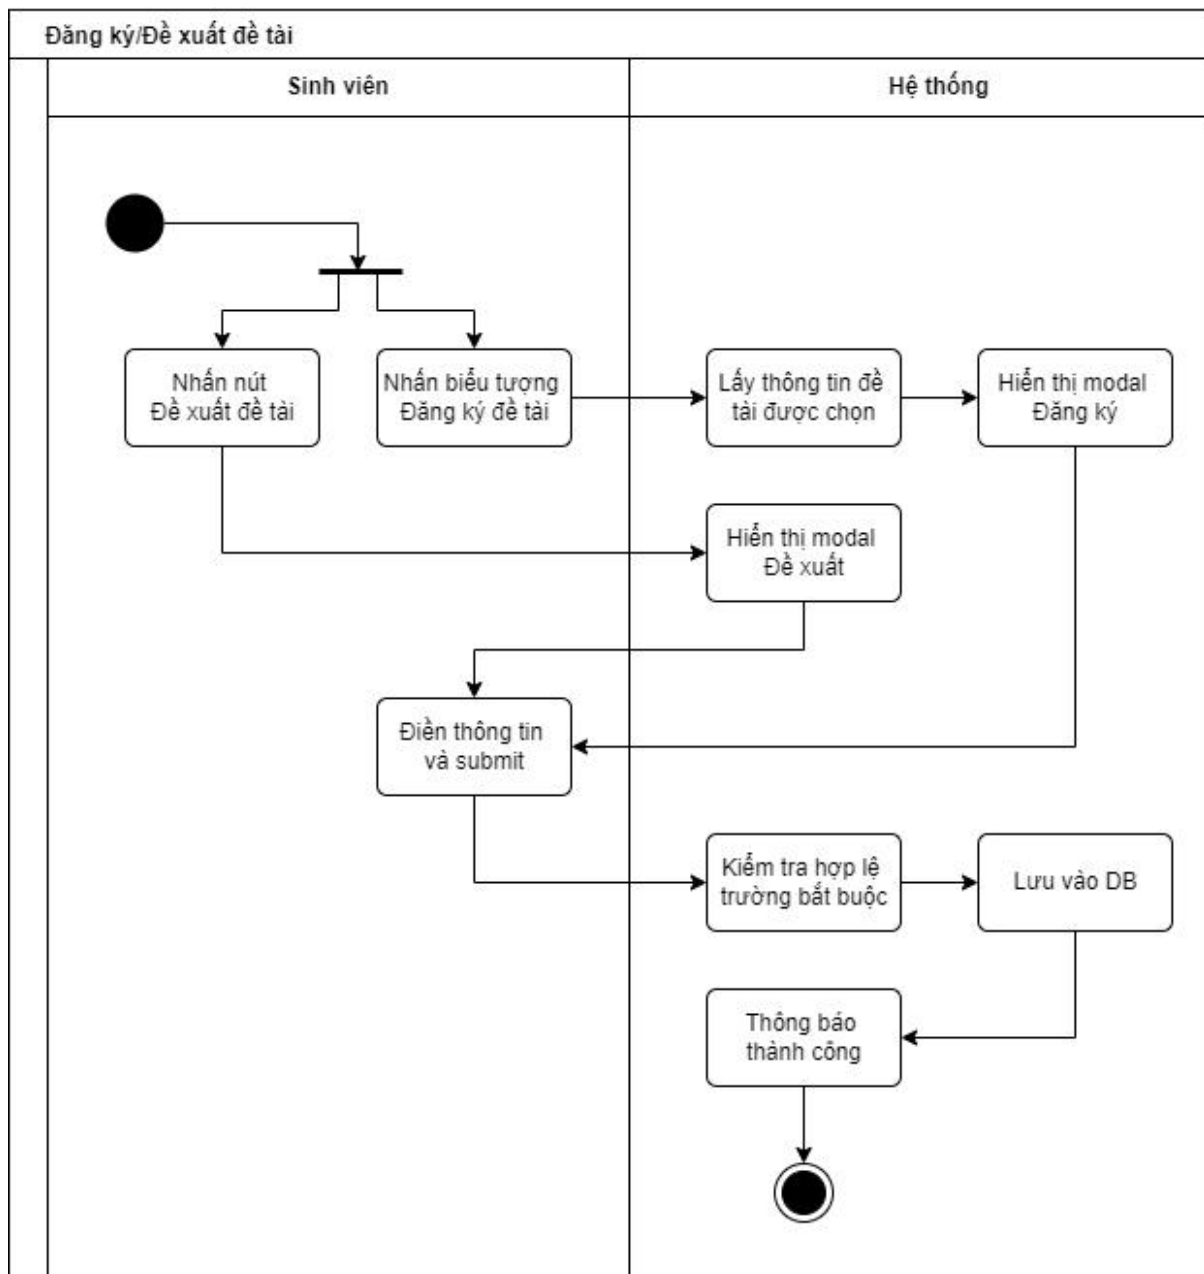 Đăng ký/Đề xuất đề tài
Sinh viên
Hệ thống
Nhấn nút
Đề xuất đề tài
Nhấn biểu tượng
Đăng ký đề tài
Lấy thông tin đề
tài được chọn
Hiển thị modal
Đăng ký
Hiển thị modal
Đề xuất
Điền thông tin
và submit
Kiểm tra hợp lệ
trường bắt buộc
Lưu vào DB
Thông báo
thành công